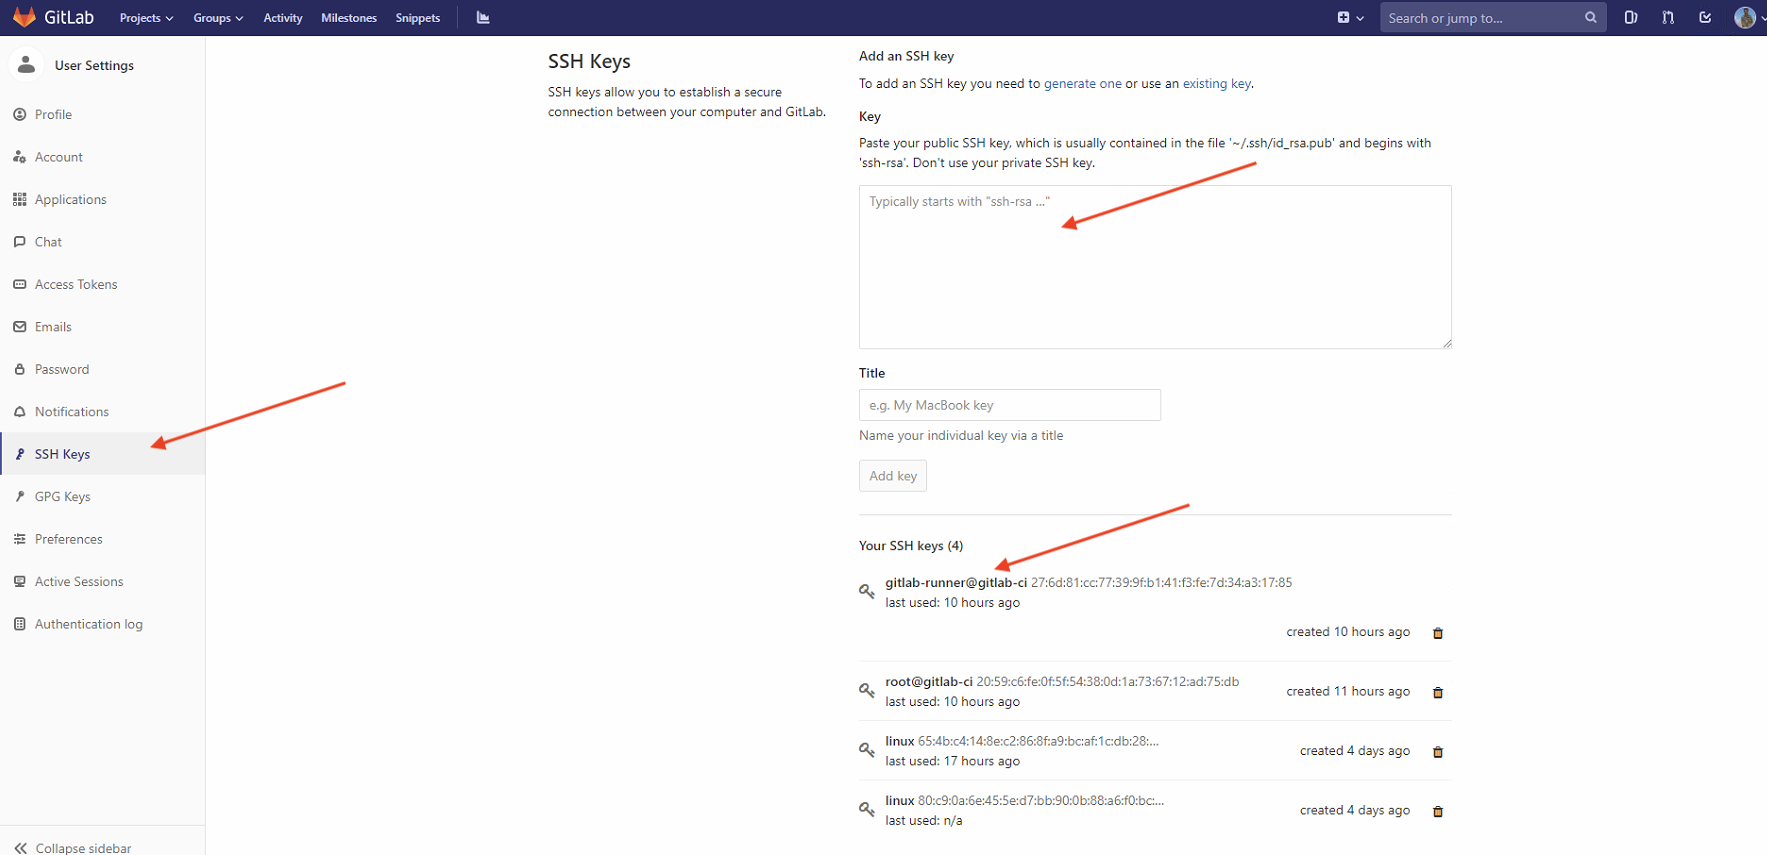 GitLab
Projects
Groups
Activity
Milestones
Snippets
Search or jump to...
User Settings
Profile
Account
Applications
Chat
Access Tokens
Emails
Password
Notifications
SSH Keys
GPG Keys
Preferences
Active Sessions
Authentication log
Collapse sidebar
SSH Keys
SSH keys allow you to establish a secure
connection between your computer and GitLab.
Add an SSH key
To add an SSH key you need to generate one or use an existing key.
Key
Paste your public SSH key, which is usually contained in the file '~/.ssh/id_rsa.pub' and begins with
'ssh-rsa'. Don't use your private SSH key.
Typically starts with "ssh-rsa ..."
Title
e.g. My MacBook key
Name your individual key via a title
Add key
Your SSH keys (4)
gitlab-runner@gitlab-ci 27:6d:81:cc:77:39:9f:b1:41:f3:fe:7d:34:a3:17:85
last used: 10 hours ago
created 10 hours ago
root@gitlab-ci 20:59:c6:fe:0f:5f:54:38:0d:1a:73:67:12:ad:75:db
last used: 10 hours ago
created 11 hours ago
linux 65:4b:c4:14:8e:c2:86:8f:a9:bc:af:1c:db:28:...
last used: 17 hours ago
created 4 days ago
linux 80:c9:0a:6e:45:5e:d7:bb:90:0b:88:a6:f0:bc:...
last used: n/a
created 4 days ago